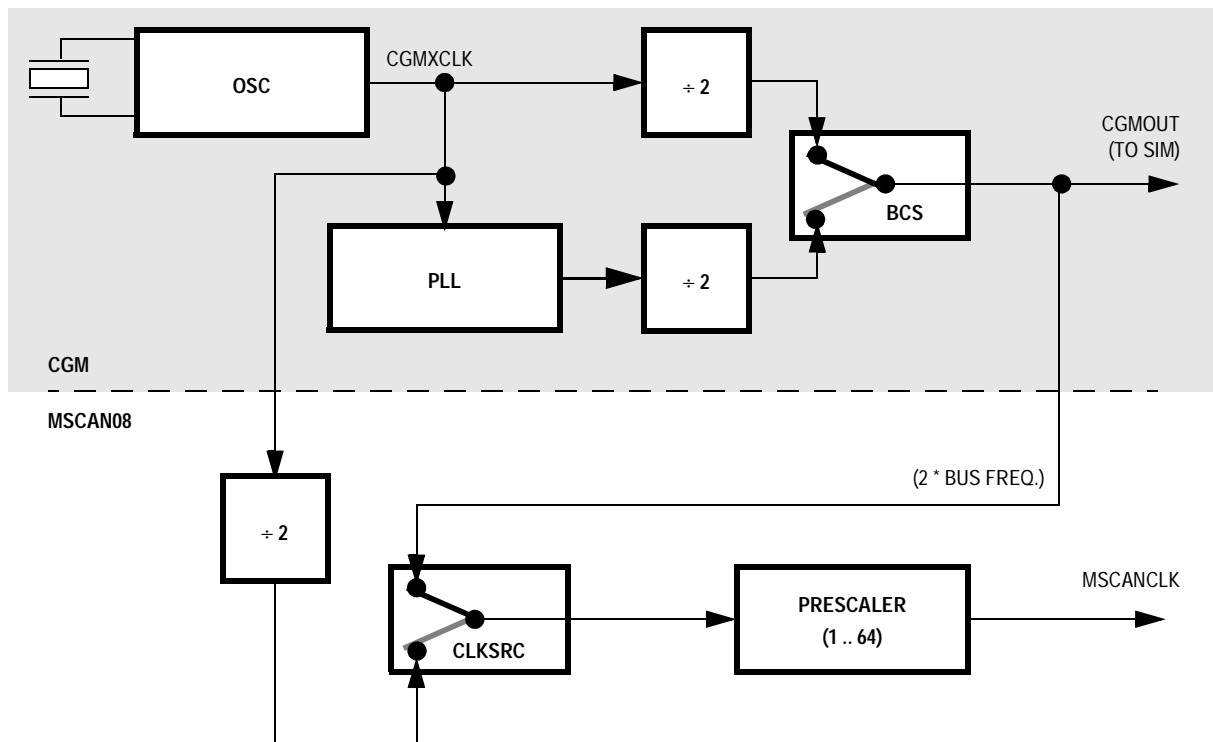 CGMXCLK
OSC
÷ 2
CGMOUT
(TO SIM)
BCS
PLL
÷ 2
CGM
MSCAN08
(2 * BUS FREQ.)
÷ 2
MSCANCLK
PRESCALER
(1 .. 64)
CLKSRC